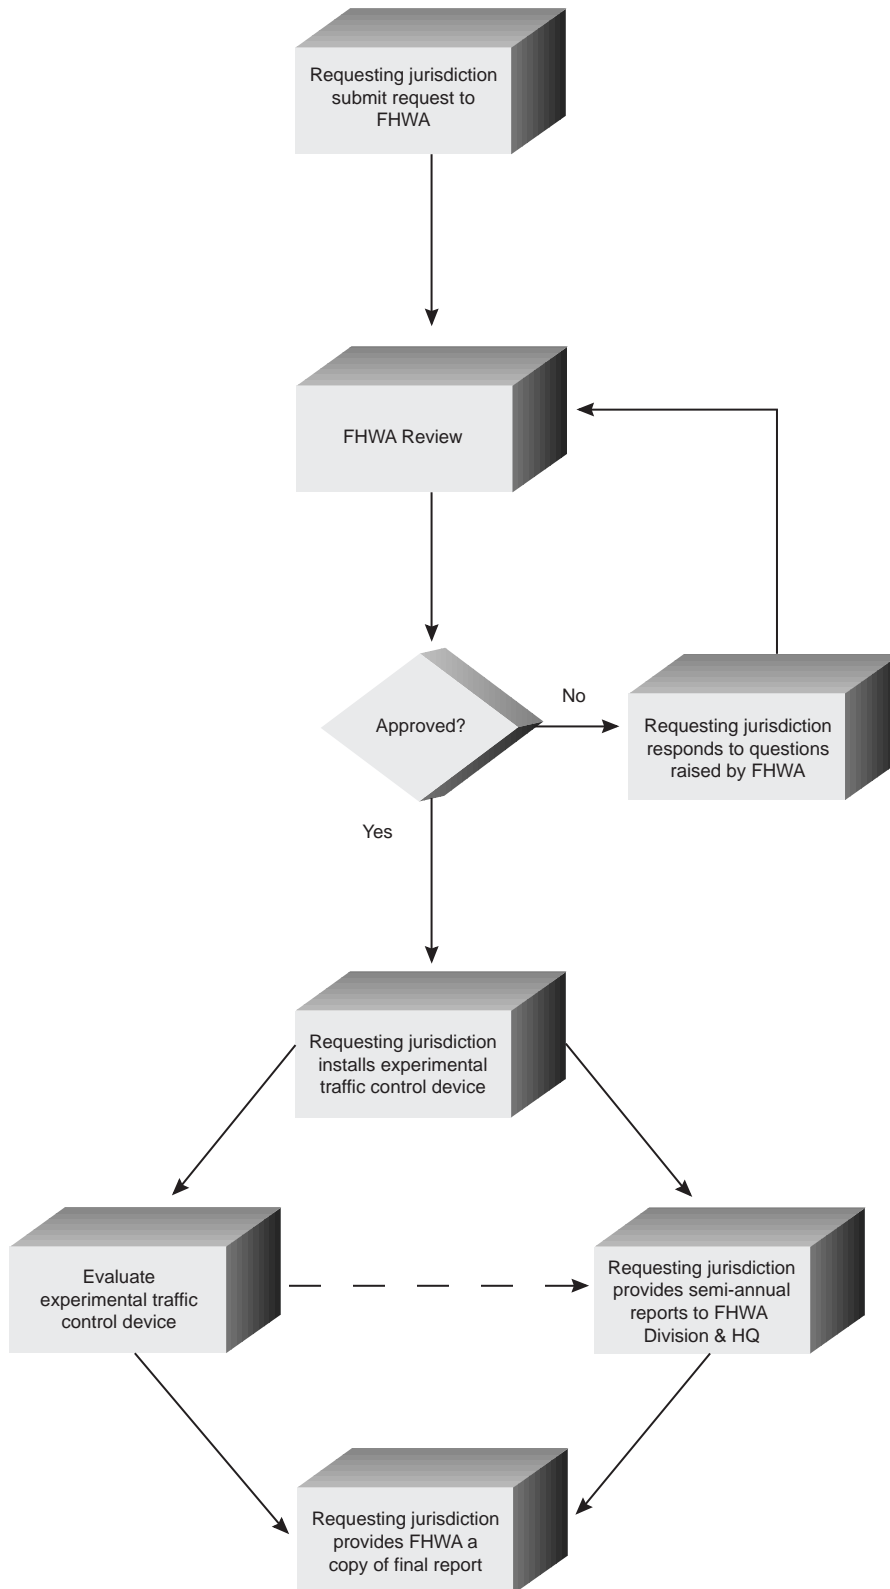 Requesting jurisdiction
submit request to
FHWA
FHWA Review
Approved?
No
Requesting jurisdiction
responds to questions
raised by FHWA
Yes
Requesting jurisdiction
installs experimental
traffic control device
Evaluate
experimental traffic
control device
Requesting jurisdiction
provides semi-annual
reports to FHWA
Division & HQ
Requesting jurisdiction
provides FHWA a
copy of final report